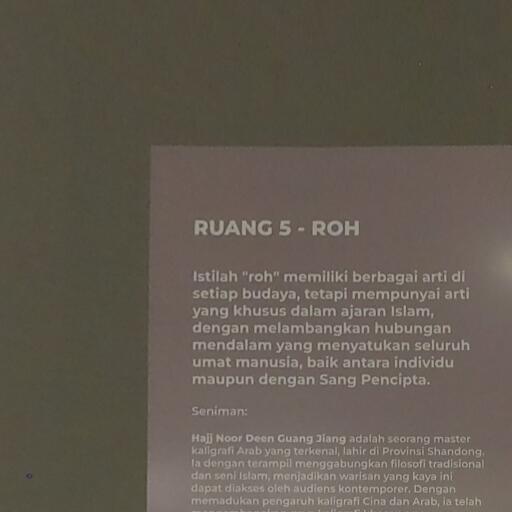 RUANG 5 - ROH
Istilah "roh" memiliki berbagai arti di
setiap budaya, tetapi mempunyai arti
yang khusus dalam ajaran Islam,
dengan melambangkan hubungan
mendalam yang menyatukan seluruh
umat manusia, baik antara individu
maupun dengan Sang Pencipta.
Seniman:
Hajj Noor Deen Guang Jiang adalah seorang master
kaligrafi Arab yang terkenal, lahir di Provinsi Shandong.
Ia dengan terampil menggabungkan filosofi tradisional
dan seni Islam, menjadikan warisan yang kaya ini
dapat diakses oleh audiens kontemporer. Dengan
memadukan pengaruh kaligrafi Cina dan Arab, ia telah